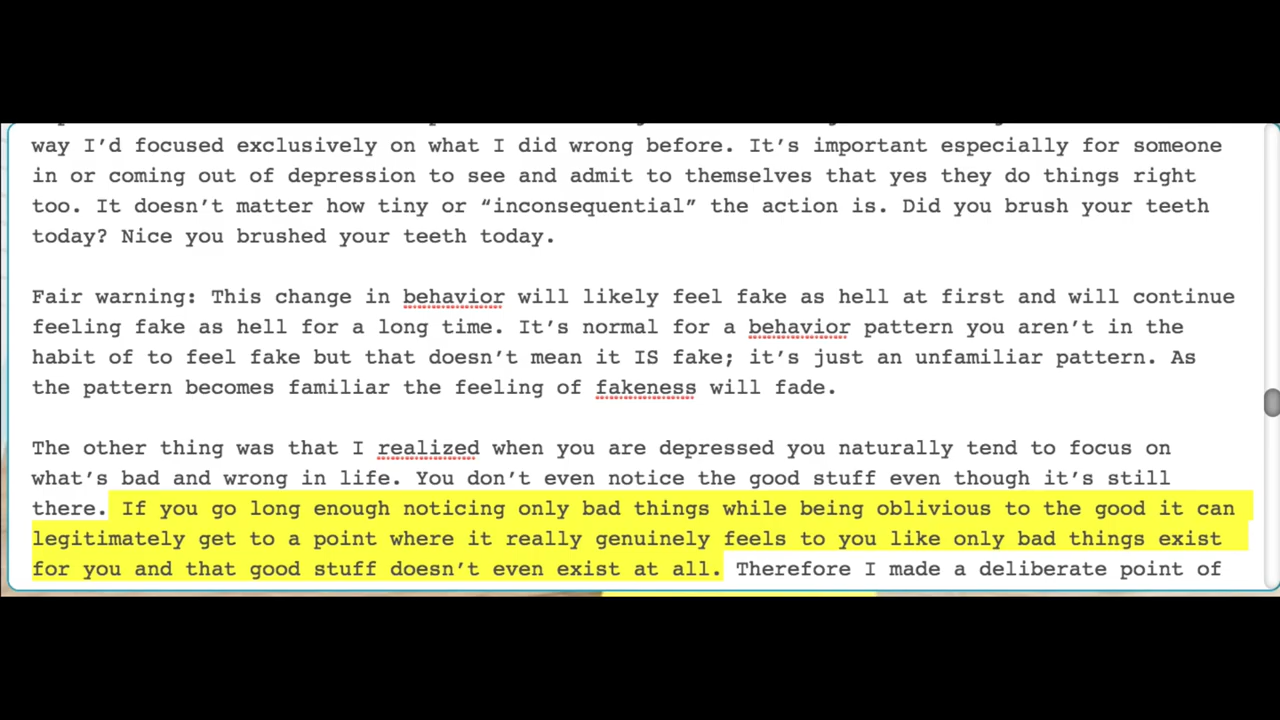 way I’d focused exclusively on what I did wrong before. It’s important especially for someone
in or coming out of depression to see and admit to themselves that yes they do things right
too. It doesn’t matter how tiny or “inconsequential” the action is. Did you brush your teeth
today? Nice you brushed your teeth today.
Fair warning: This change in behavior will likely feel fake as hell at first and will continue
feeling fake as hell for a long time. It’s normal for a behavior pattern you aren’t in the
habit of to feel fake but that doesn’t mean it IS fake; it’s just an unfamiliar pattern. As
the pattern becomes familiar the feeling of fakeness will fade.
The other thing was that I realized when you are depressed you naturally tend to focus on
what’s bad and wrong in life. You don’t even notice the good stuff even though it’s still
there. If you go long enough noticing only bad things while being oblivious to the good it can
legitimately get to a point where it really genuinely feels to you like only bad things exist
for you and that good stuff doesn’t even exist at all. Therefore I made a deliberate point of